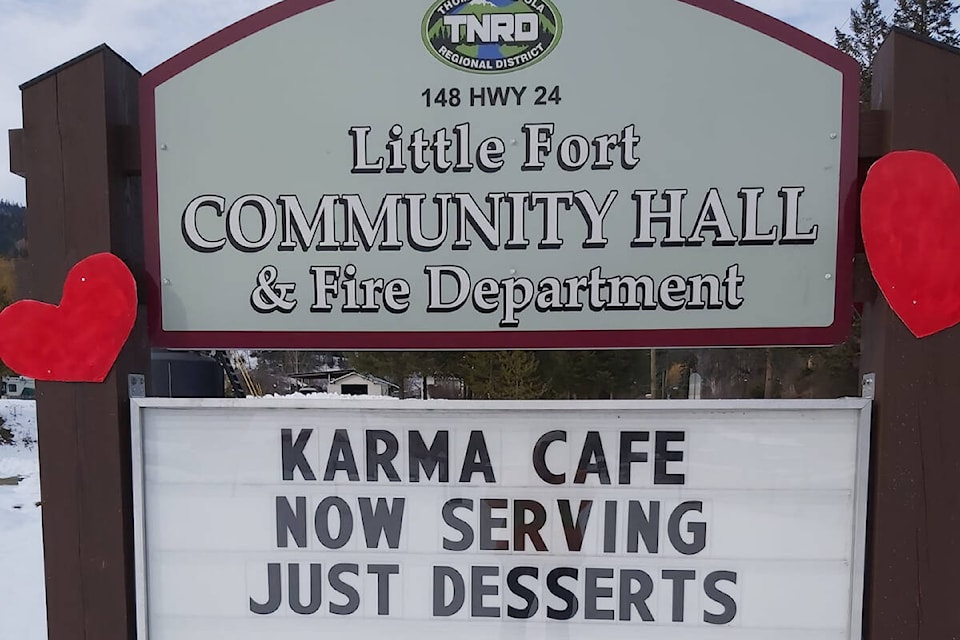 TNRD
REGIONAL DISTRICT
148 HWY 24
Little Fort
COMMUNITY HALL
& Fire Department
KARMA CAFE
NOW SERVING
JUST DESSERTS